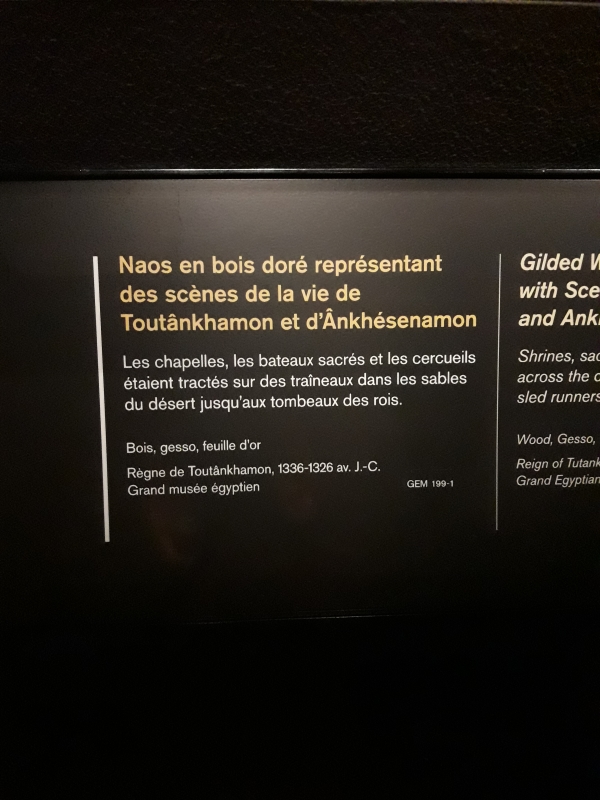 Naos en bois doré représentant
des scènes de la vie de
Toutânkhamon et d'Ânkhésenamon
Les chapelles, les bateaux sacrés et les cercueils
étaient tractés sur des traîneaux dans les sables
du désert jusqu'aux tombeaux des rois.
Bois, gesso, feuille d'or
Règne de Toutânkhamon, 1336-1326 av. J.-C.
Grand musée égyptien
GEM 199-1
Gilded
with
and
Shrines,
across the
sled runners
Wood, Gesso,
Reign of
Grand Egyptian